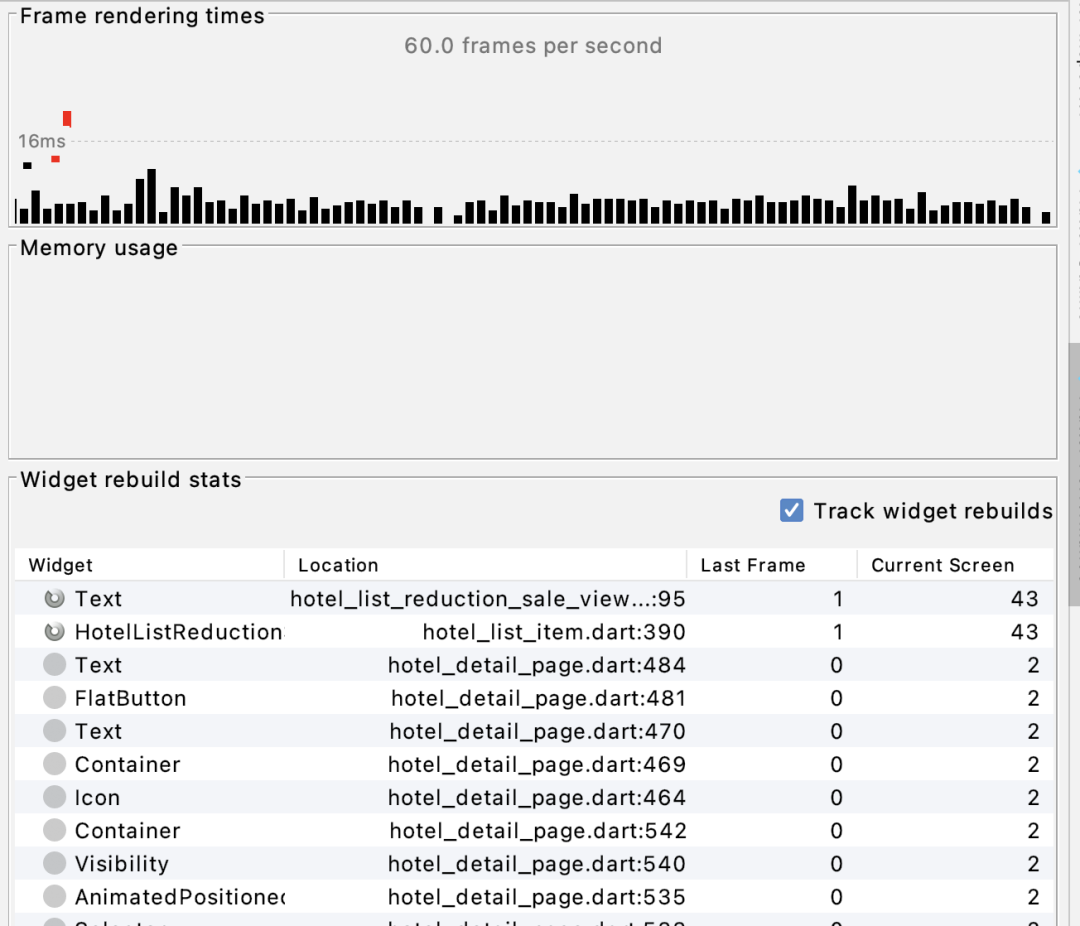 Frame rendering times
60.0 frames per second
16ms
Memory usage
Widget rebuild stats
Track widget rebuilds
Widget Location Last Frame Current Screen
Text hotel_list_reduction_sale_view...:95 1 43
HotelListReduction hotel_list_item.dart:390 1 43
Text hotel_detail_page.dart:484 0 2
FlatButton hotel_detail_page.dart:481 0 2
Text hotel_detail_page.dart:470 0 2
Container hotel_detail_page.dart:469 0 2
Icon hotel_detail_page.dart:464 0 2
Container hotel_detail_page.dart:542 0 2
Visibility hotel_detail_page.dart:540 0 2
AnimatedPositioned hotel_detail_page.dart:535 0 2